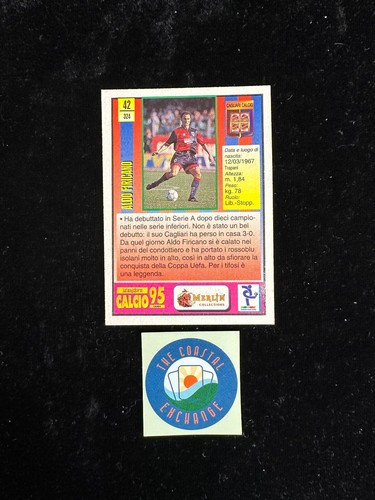 42
324
ALDO FIRICANO
CAGLIARI CALCIO
Data e luogo di
nascita:
12/03/1967
Trapani
Altezza:
m. 1,84
Peso:
kg. 78
Ruolo:
Lib.-Stopp.
• Ha debuttato in Serie A dopo dieci campio-
nati nelle serie inferiori. Non è stato un bel
debutto: il suo Cagliari ha perso in casa 3-0.
Da quel giorno Aldo Firicano si è calato nei
panni del condottiero e ha portato i rossoblu
isolani molto in alto, così in alto da sfiorare la
conquista della Coppa Uefa. Per i tifosi è
una leggenda.
CALCIO 95
MERLIN
COLLECTIONS
THE COASTAL
EXCHANGE